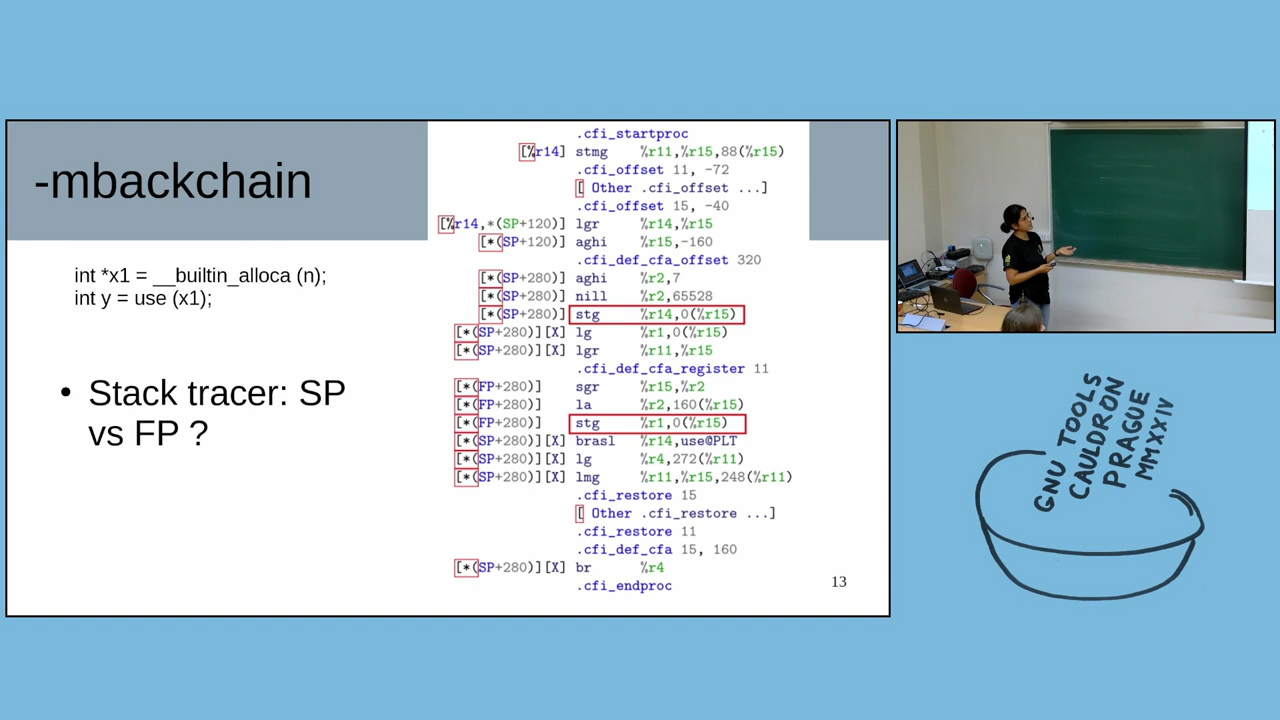 -mbackchain
int *x1 = __builtin_alloca (n);
int y = use (x1);
• Stack tracer: SP
vs FP ?
.cfi_startproc
[%r14] stmg %r11,%r15,88(%r15)
.cfi_offset 11, -72
[ Other .cfi_offset ...]
.cfi_offset 15, -40
[%r14,*(SP+120)] lgr %r14,%r15
[*(SP+120)] aghi %r15,-160
.cfi_def_cfa_offset 320
[*(SP+280)] aghi %r2,7
[*(SP+280)] nill %r2,65528
[*(SP+280)] stg %r14,0(%r15)
[*(SP+280)][X] lg %r1,0(%r15)
[*(SP+280)][X] lgr %r11,%r15
.cfi_def_cfa_register 11
[*(FP+280)] sgr %r15,%r2
[*(FP+280)] la %r2,160(%r15)
[*(FP+280)] stg %r1,0(%r15)
[*(SP+280)][X] brasl %r14,use@PLT
[*(SP+280)][X] lg %r4,272(%r11)
[*(SP+280)][X] lmg %r11,%r15,248(%r11)
.cfi_restore 15
[ Other .cfi_restore ...]
.cfi_restore 11
.cfi_def_cfa 15, 160
[*(SP+280)][X] br %r4
.cfi_endproc
13
GNU TOOLS
CAULDRON
PRAGUE
MMXXIV